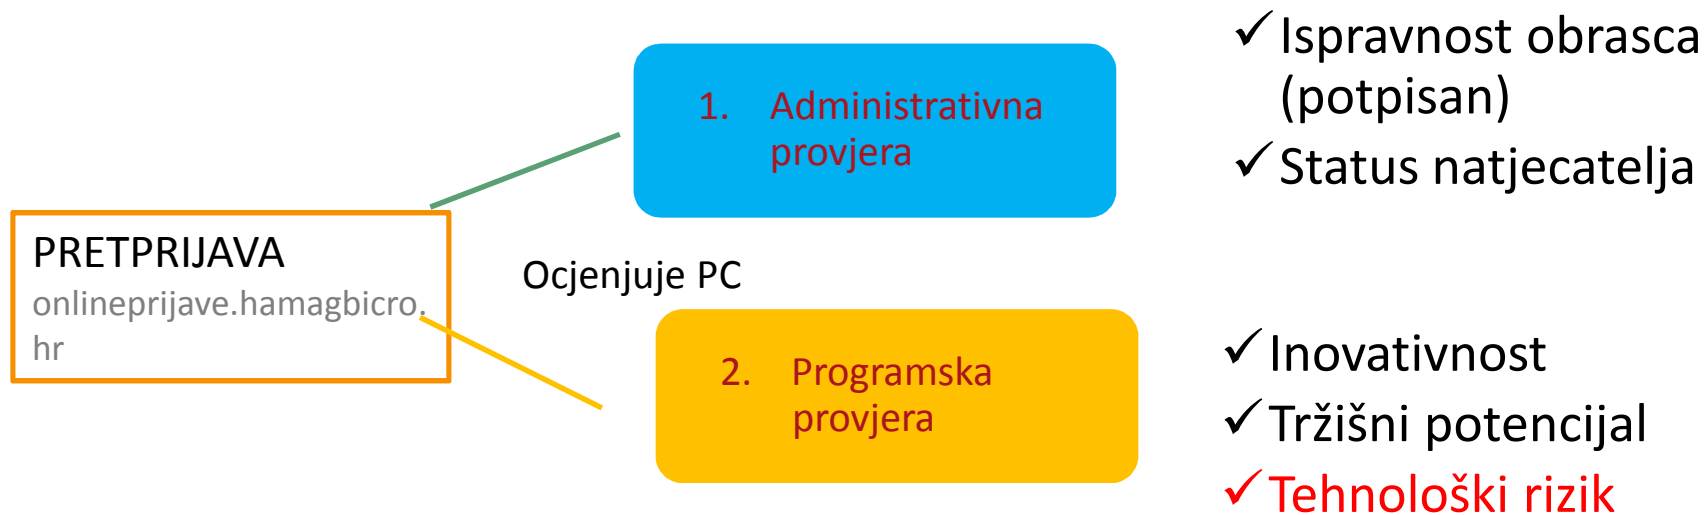 PRETPRIJAVA
onlineprijave.hamagbicro.
hr
Ocjenjuje PC
1. Administrativna
provjera
✓ Ispravnost obrasca
(potpisan)
✓ Status natjecatelja
2. Programska
provjera
✓ Inovativnost
✓ Tržišni potencijal
✓ Tehnološki rizik